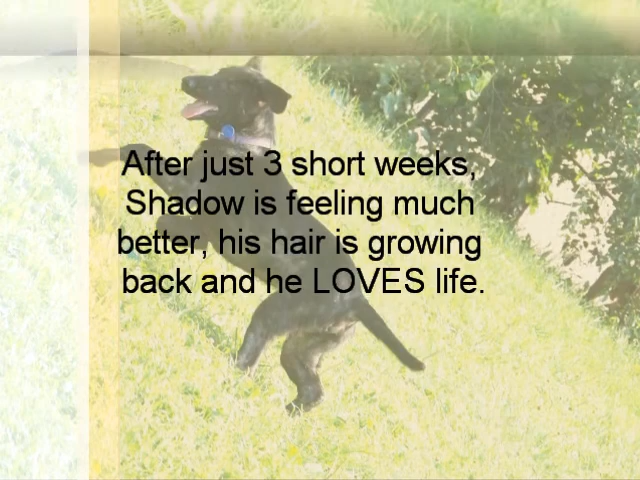 After just 3 short weeks,
Shadow is feeling much
better, his hair is growing
back and he LOVES life.